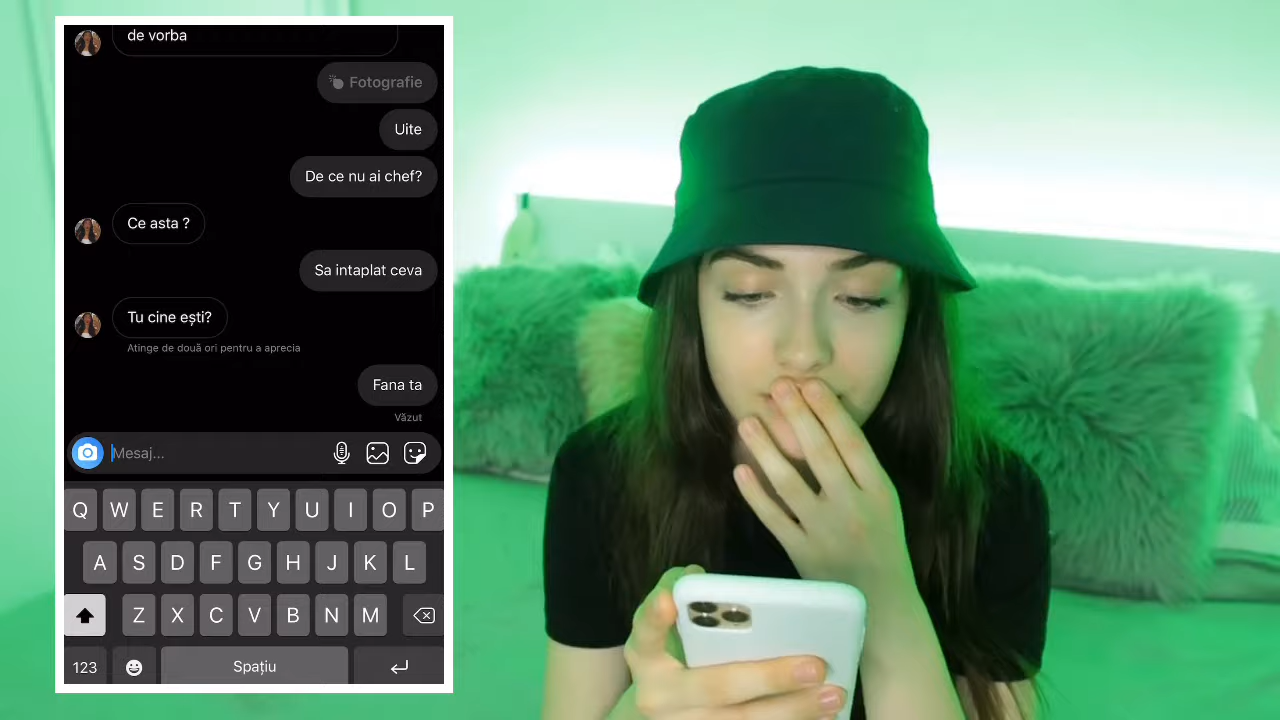 de vorba
Fotografie
Uite
De ce nu ai chef?
Ce asta ?
Sa intaplat ceva
Tu cine ești?
Atinge de două ori pentru a aprecia
Fana ta
Văzut
Mesaj...
Q W E R T Y U I O P
A S D F G H J K L
Z X C V B N M
123 Spațiu